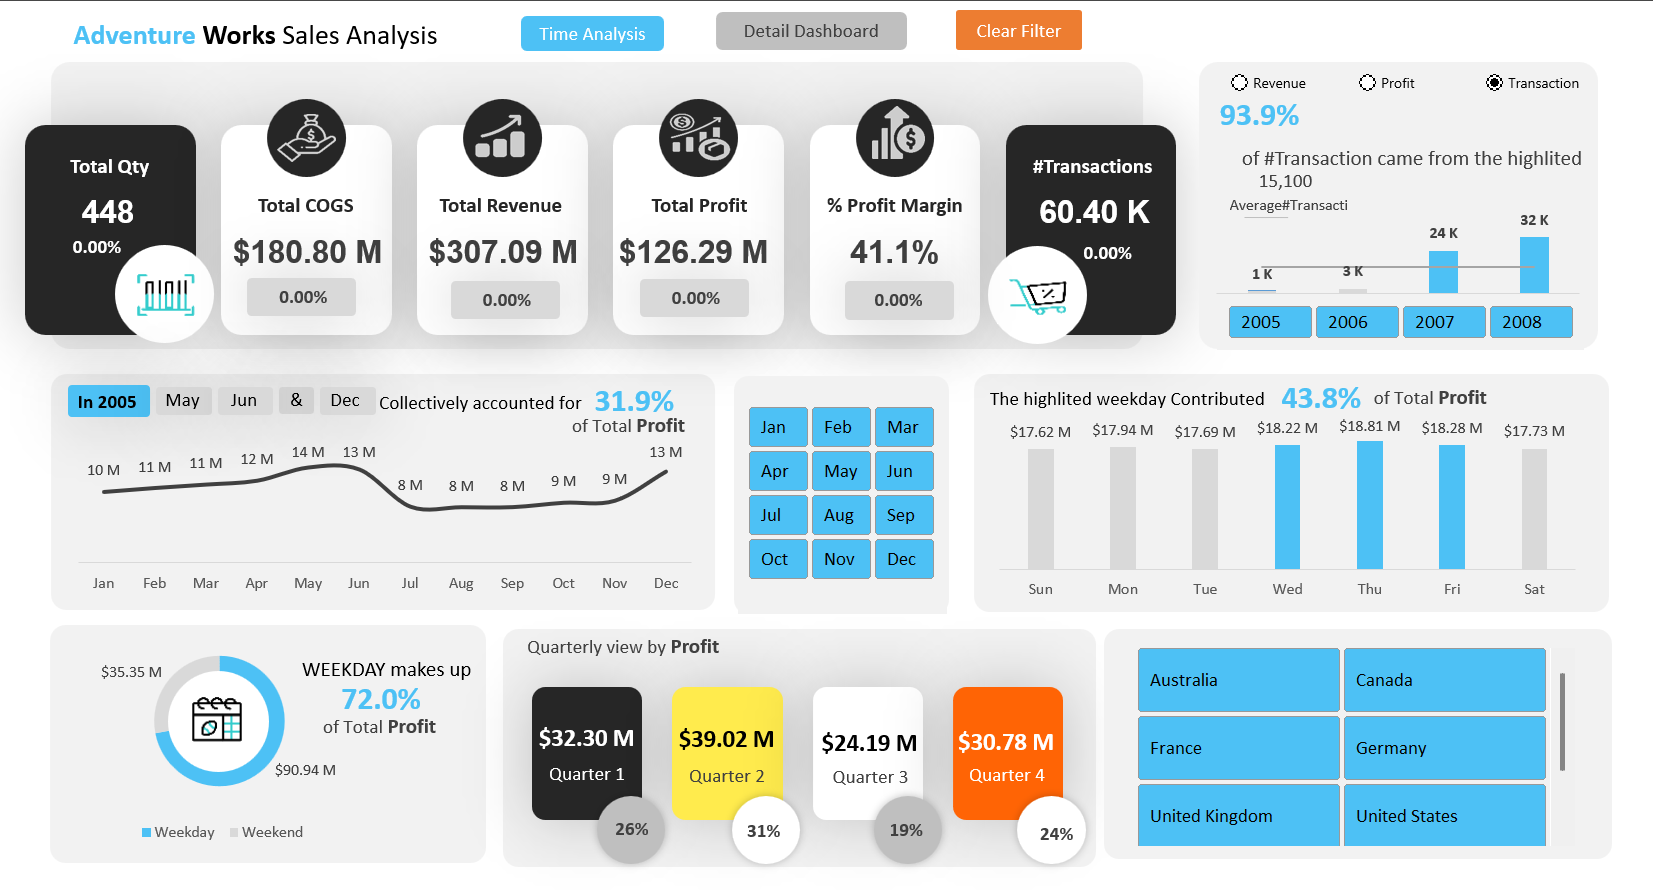 Adventure Works Sales Analysis
Time Analysis
Detail Dashboard
Clear Filter
Total Qty
448
0.00%
Total COGS
$180.80 M
0.00%
Total Revenue
$307.09 M
0.00%
Total Profit
$126.29 M
0.00%
% Profit Margin
41.1%
0.00%
#Transactions
60.40 K
0.00%
Revenue
Profit
Transaction
93.9%
of #Transaction came from the highlited
15,100
Average#Transacti
1 K
3 K
24 K
32 K
2005
2006
2007
2008
In 2005
May
Jun
&
Dec
Collectively accounted for
31.9%
of Total Profit
10 M
11 M
11 M
12 M
14 M
13 M
8 M
8 M
8 M
9 M
9 M
13 M
Jan
Feb
Mar
Apr
May
Jun
Jul
Aug
Sep
Oct
Nov
Dec
Jan
Feb
Mar
Apr
May
Jun
Jul
Aug
Sep
Oct
Nov
Dec
The highlited weekday Contributed
43.8%
of Total Profit
$17.62 M
$17.94 M
$17.69 M
$18.22 M
$18.81 M
$18.28 M
$17.73 M
Sun
Mon
Tue
Wed
Thu
Fri
Sat
$35.35 M
$90.94 M
WEEKDAY makes up
72.0%
of Total Profit
Weekday
Weekend
Quarterly view by Profit
$32.30 M
Quarter 1
26%
$39.02 M
Quarter 2
31%
$24.19 M
Quarter 3
19%
$30.78 M
Quarter 4
24%
Australia
Canada
France
Germany
United Kingdom
United States